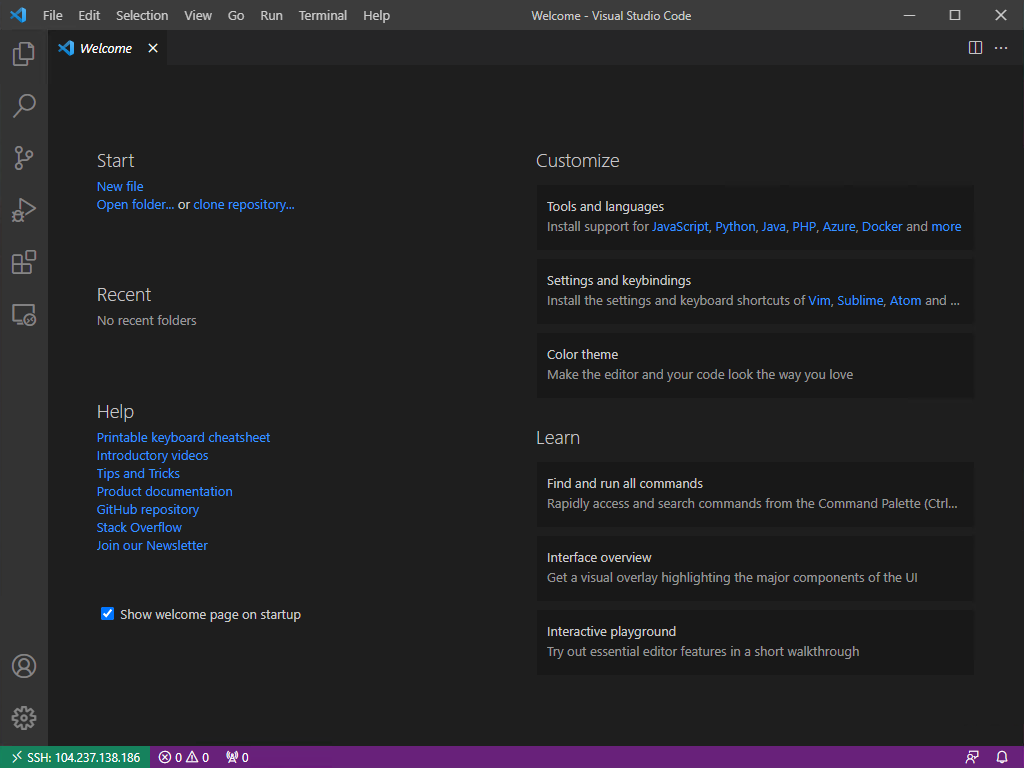 File Edit Selection View Go Run Terminal Help Welcome - Visual Studio Code
Welcome
Start
New file
Open folder... or clone repository...
Recent
No recent folders
Help
Printable keyboard cheatsheet
Introductory videos
Tips and Tricks
Product documentation
GitHub repository
Stack Overflow
Join our Newsletter
Show welcome page on startup
Customize
Tools and languages
Install support for JavaScript, Python, Java, PHP, Azure, Docker and more
Settings and keybindings
Install the settings and keyboard shortcuts of Vim, Sublime, Atom and ...
Color theme
Make the editor and your code look the way you love
Learn
Find and run all commands
Rapidly access and search commands from the Command Palette (Ctrl...
Interface overview
Get a visual overlay highlighting the major components of the UI
Interactive playground
Try out essential editor features in a short walkthrough
SSH: 104.237.138.186 0 0 0